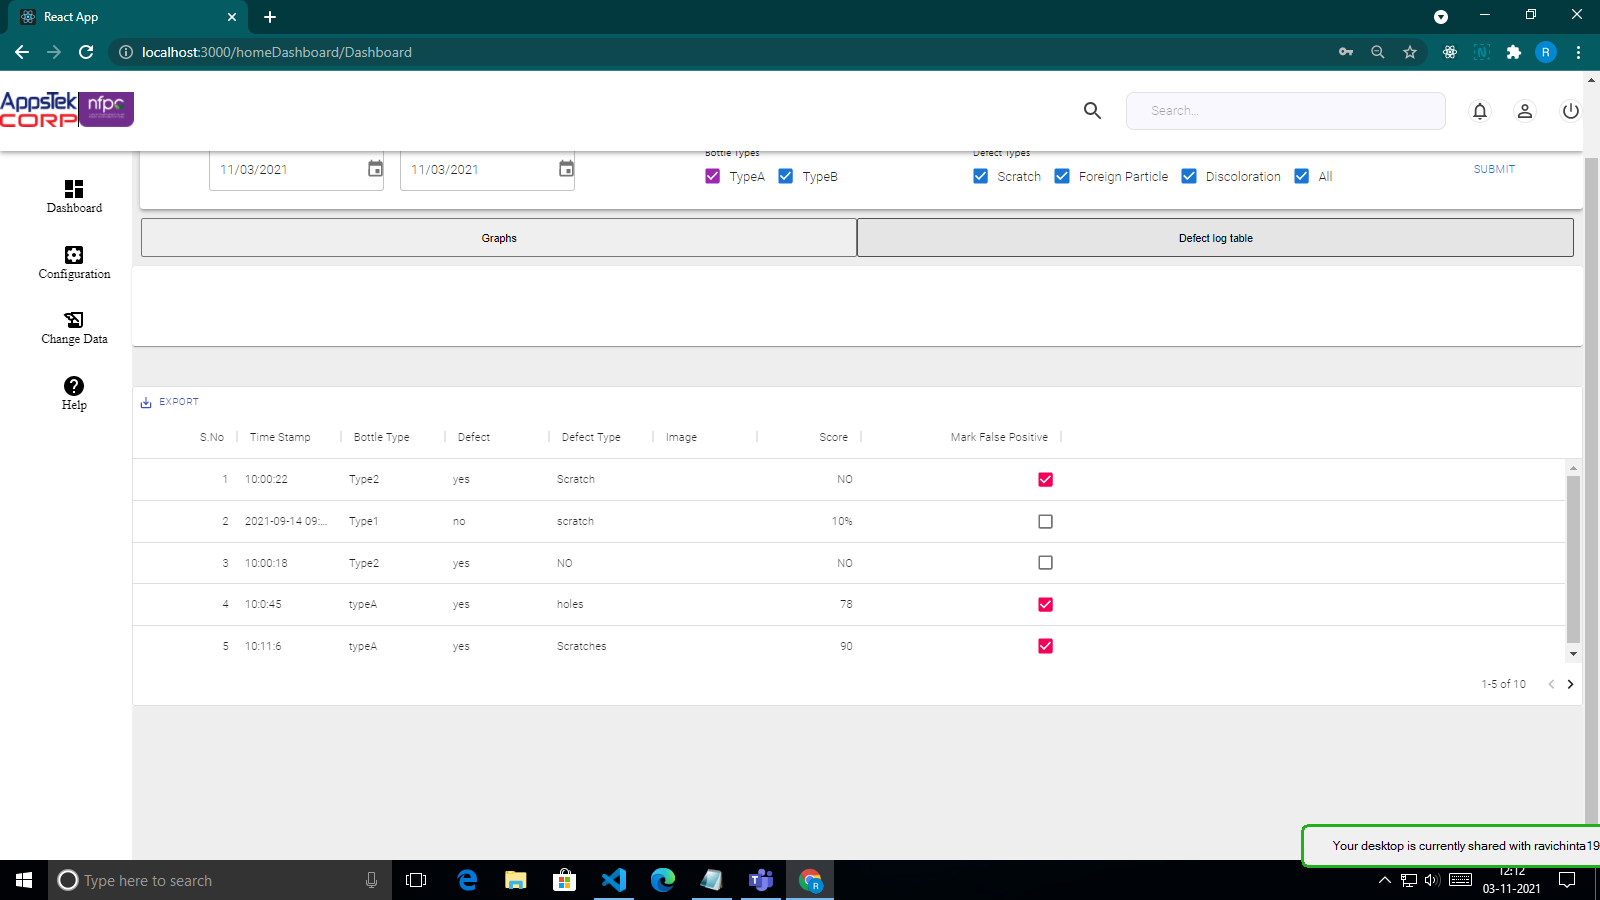 React App
localhost:3000/homeDashboard/Dashboard
R
AppsTek
CORP
nfpc
Search...
Bottle Types
Defect Types
11/03/2021
11/03/2021
TypeA
TypeB
Scratch
Foreign Particle
Discoloration
All
SUBMIT
Dashboard
Configuration
Change Data
Help
Graphs
Defect log table
EXPORT
S.No Time Stamp Bottle Type Defect Defect Type Image Score Mark False Positive
1 10:00:22 Type2 yes Scratch NO
2 2021-09-14 09:... Type1 no scratch 10%
3 10:00:18 Type2 yes NO NO
4 10:0:45 typeA yes holes 78
5 10:11:6 typeA yes Scratches 90
1-5 of 10
Your desktop is currently shared with ravichinta19
Type here to search
12:12
03-11-2021